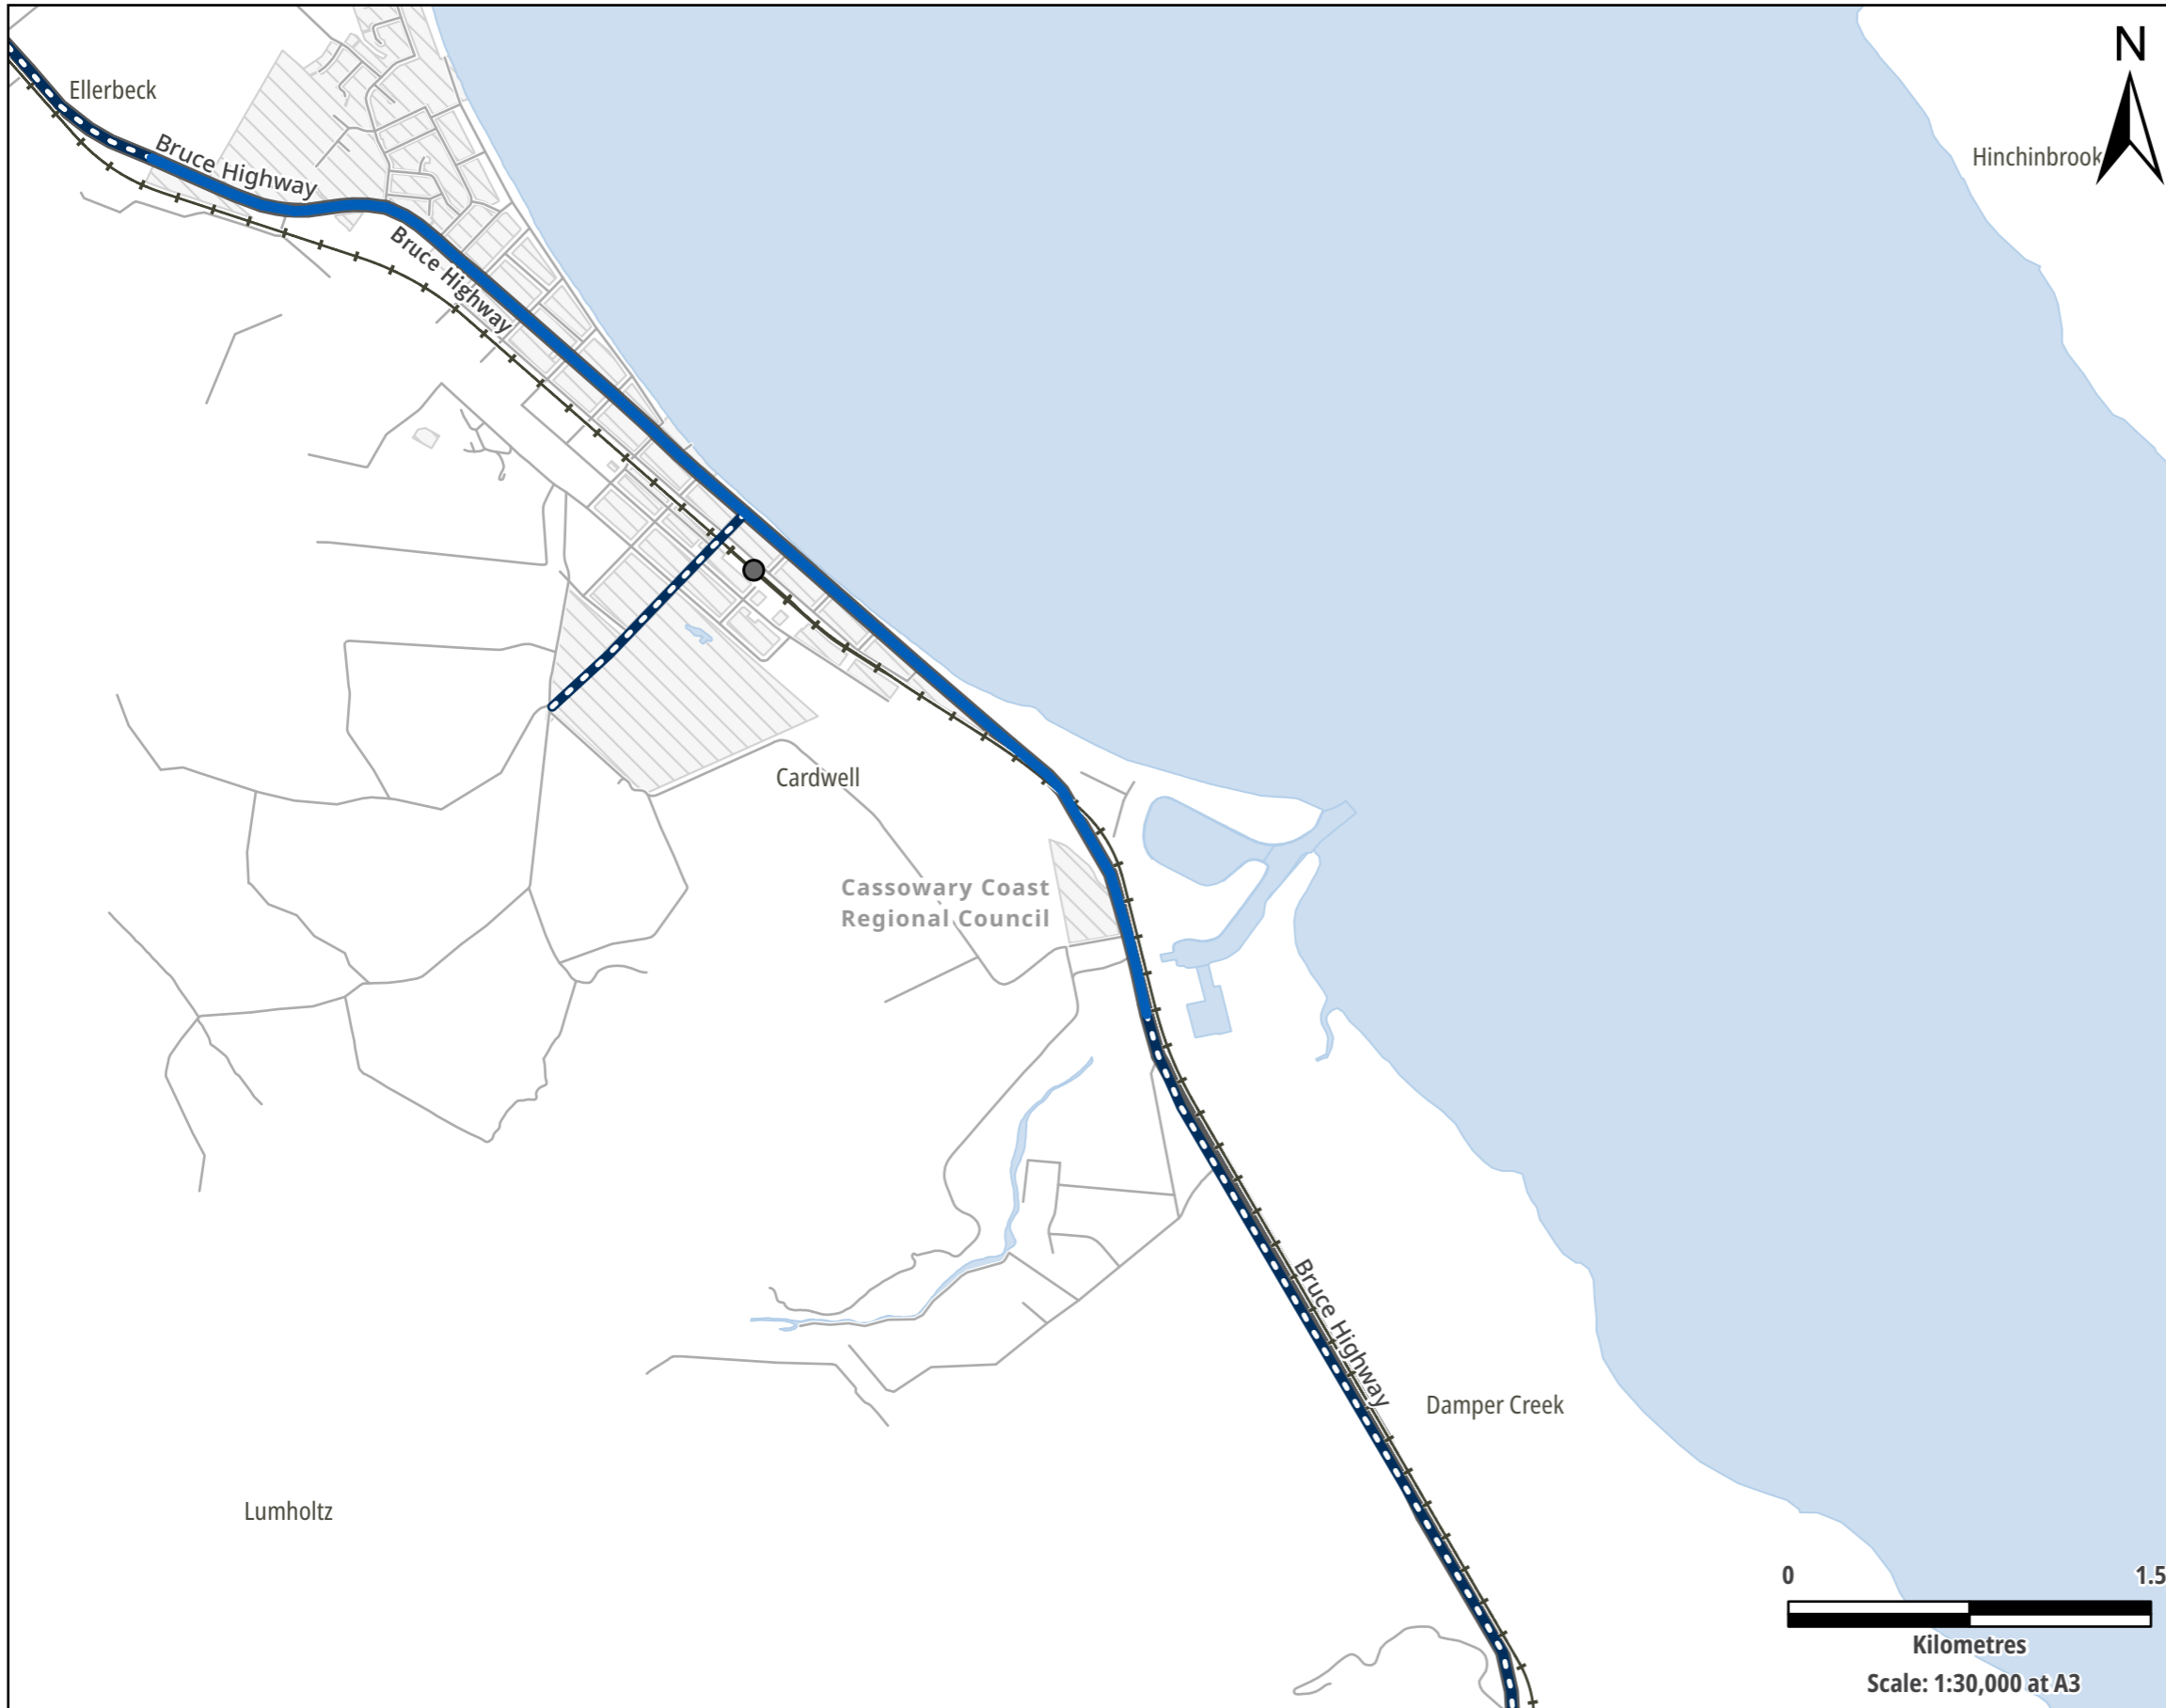 N
Ellerbeck
Bruce Highway
Hinchinbrook
Bruce Highway
Cardwell
Cassowary Coast
Regional Council
Bruce Highway
Damper Creek
Lumholtz
0 1.5
Kilometres
Scale: 1:30,000 at A3